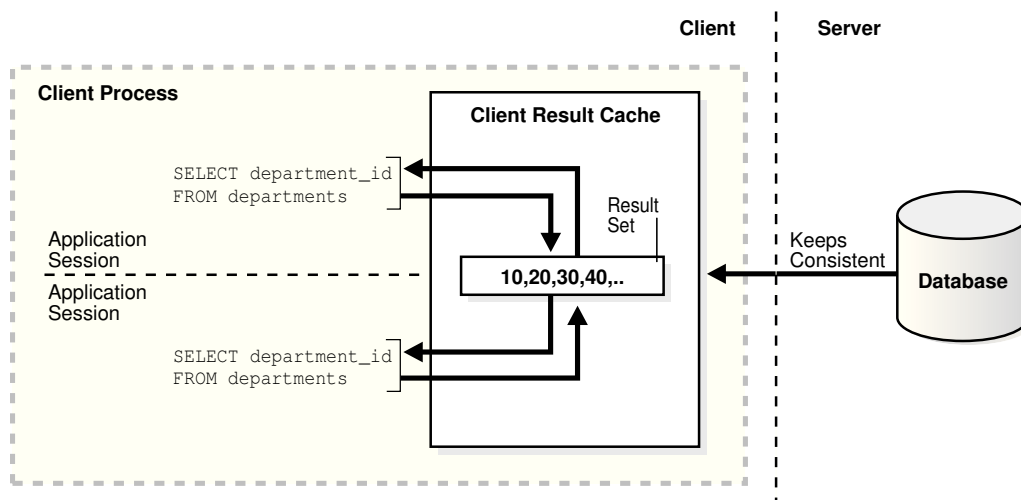 Client
Server
Client Process
Client Result Cache
SELECT department_id
FROM departments
Result
Set
Application
Session
Keeps
Consistent
10,20,30,40,..
Database
Application
Session
SELECT department_id
FROM departments